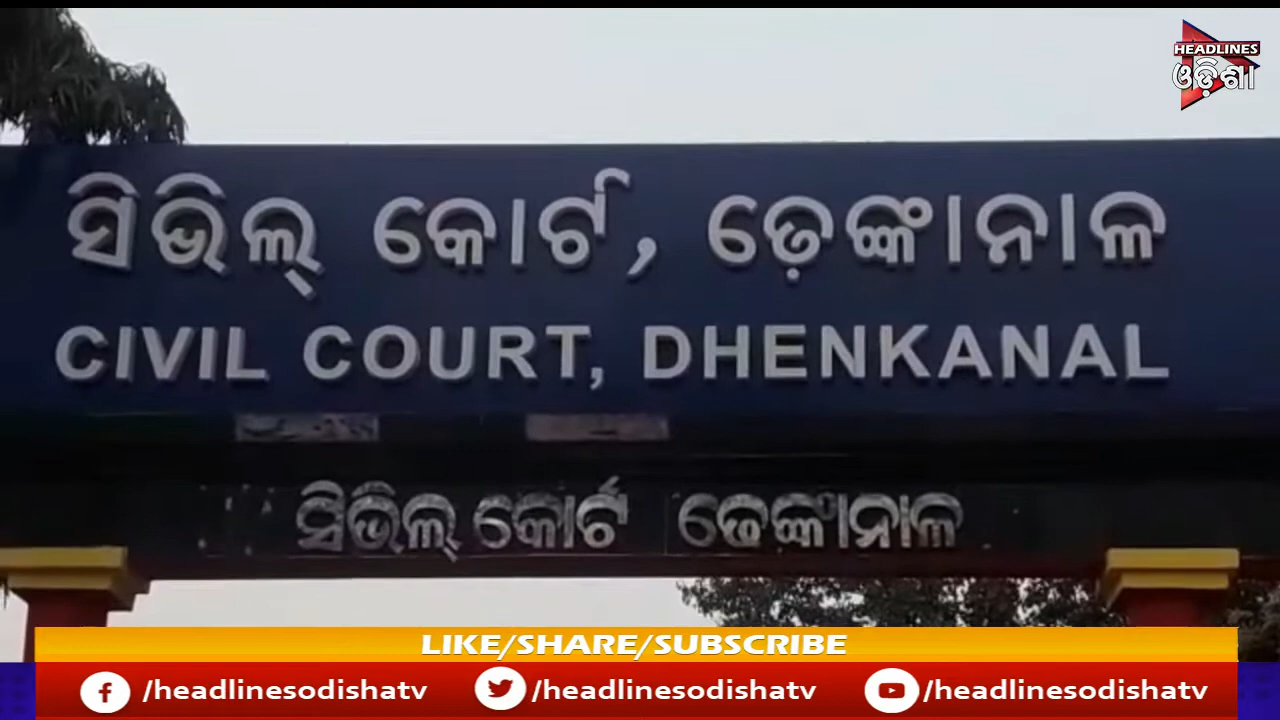 HEADLINES
ଓଡ଼ିଶା
ସିଭିଲ୍ କୋର୍ଟ, ଢ଼େଙ୍କାନାଳ
CIVIL COURT, DHENKANAL
ସିଭିଲ୍ କୋର୍ଟ ଢେଙ୍କାନାଳ
LIKE/SHARE/SUBSCRIBE
/headlinesodishatv /headlinesodishatv /headlinesodishatv